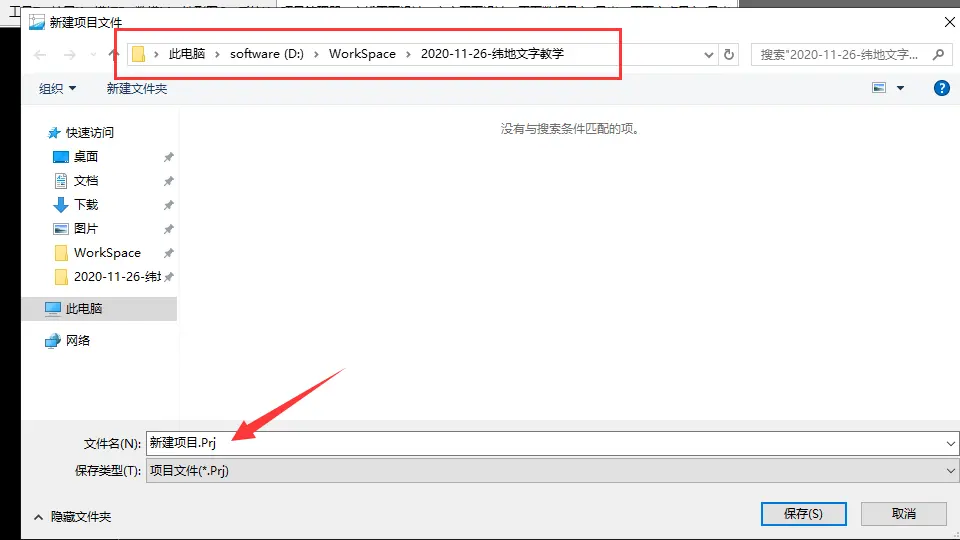 新建项目文件
此电脑 › software (D:) › WorkSpace › 2020-11-26-纬地文字教学
搜索"2020-11-26-纬地文字...
组织
新建文件夹
没有与搜索条件匹配的项。
快速访问
桌面
文档
下载
图片
WorkSpace
2020-11-26-纬地
此电脑
网络
文件名(N):
新建项目.Prj
保存类型(T):
项目文件(*.Prj)
隐藏文件夹
保存(S)
取消